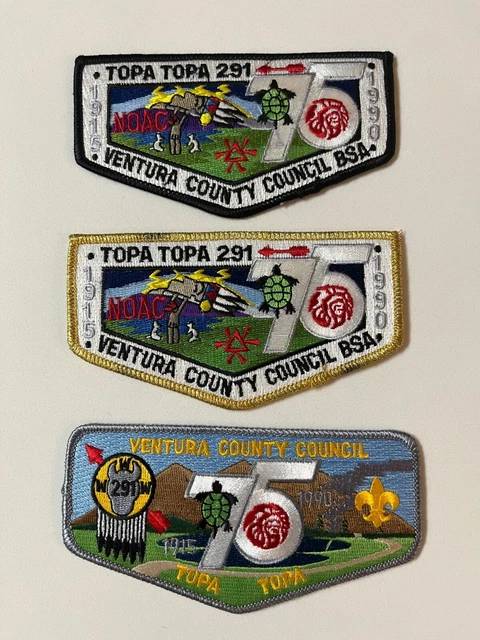 TOPA TOPA 291
75
1915
1990
NOAC
VENTURA COUNTY COUNCIL BSA
TOPA TOPA 291
75
1915
1990
NOAC
VENTURA COUNTY COUNCIL BSA
VENTURA COUNTY COUNCIL
W
W 291 W
75
1990
1915
TOPA TOPA